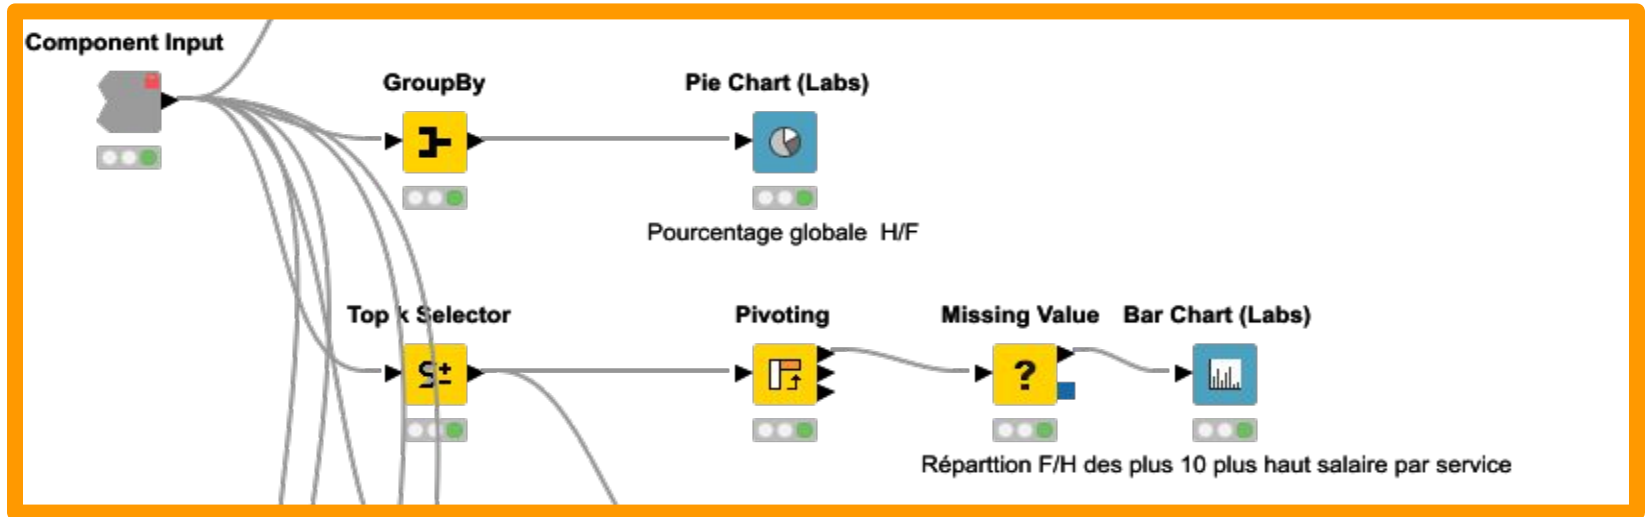 Component Input
GroupBy
Pie Chart (Labs)
Pourcentage globale  H/F
Top k Selector
Pivoting
Missing Value
Bar Chart (Labs)
?
Réparttion F/H des plus 10 plus haut salaire par service